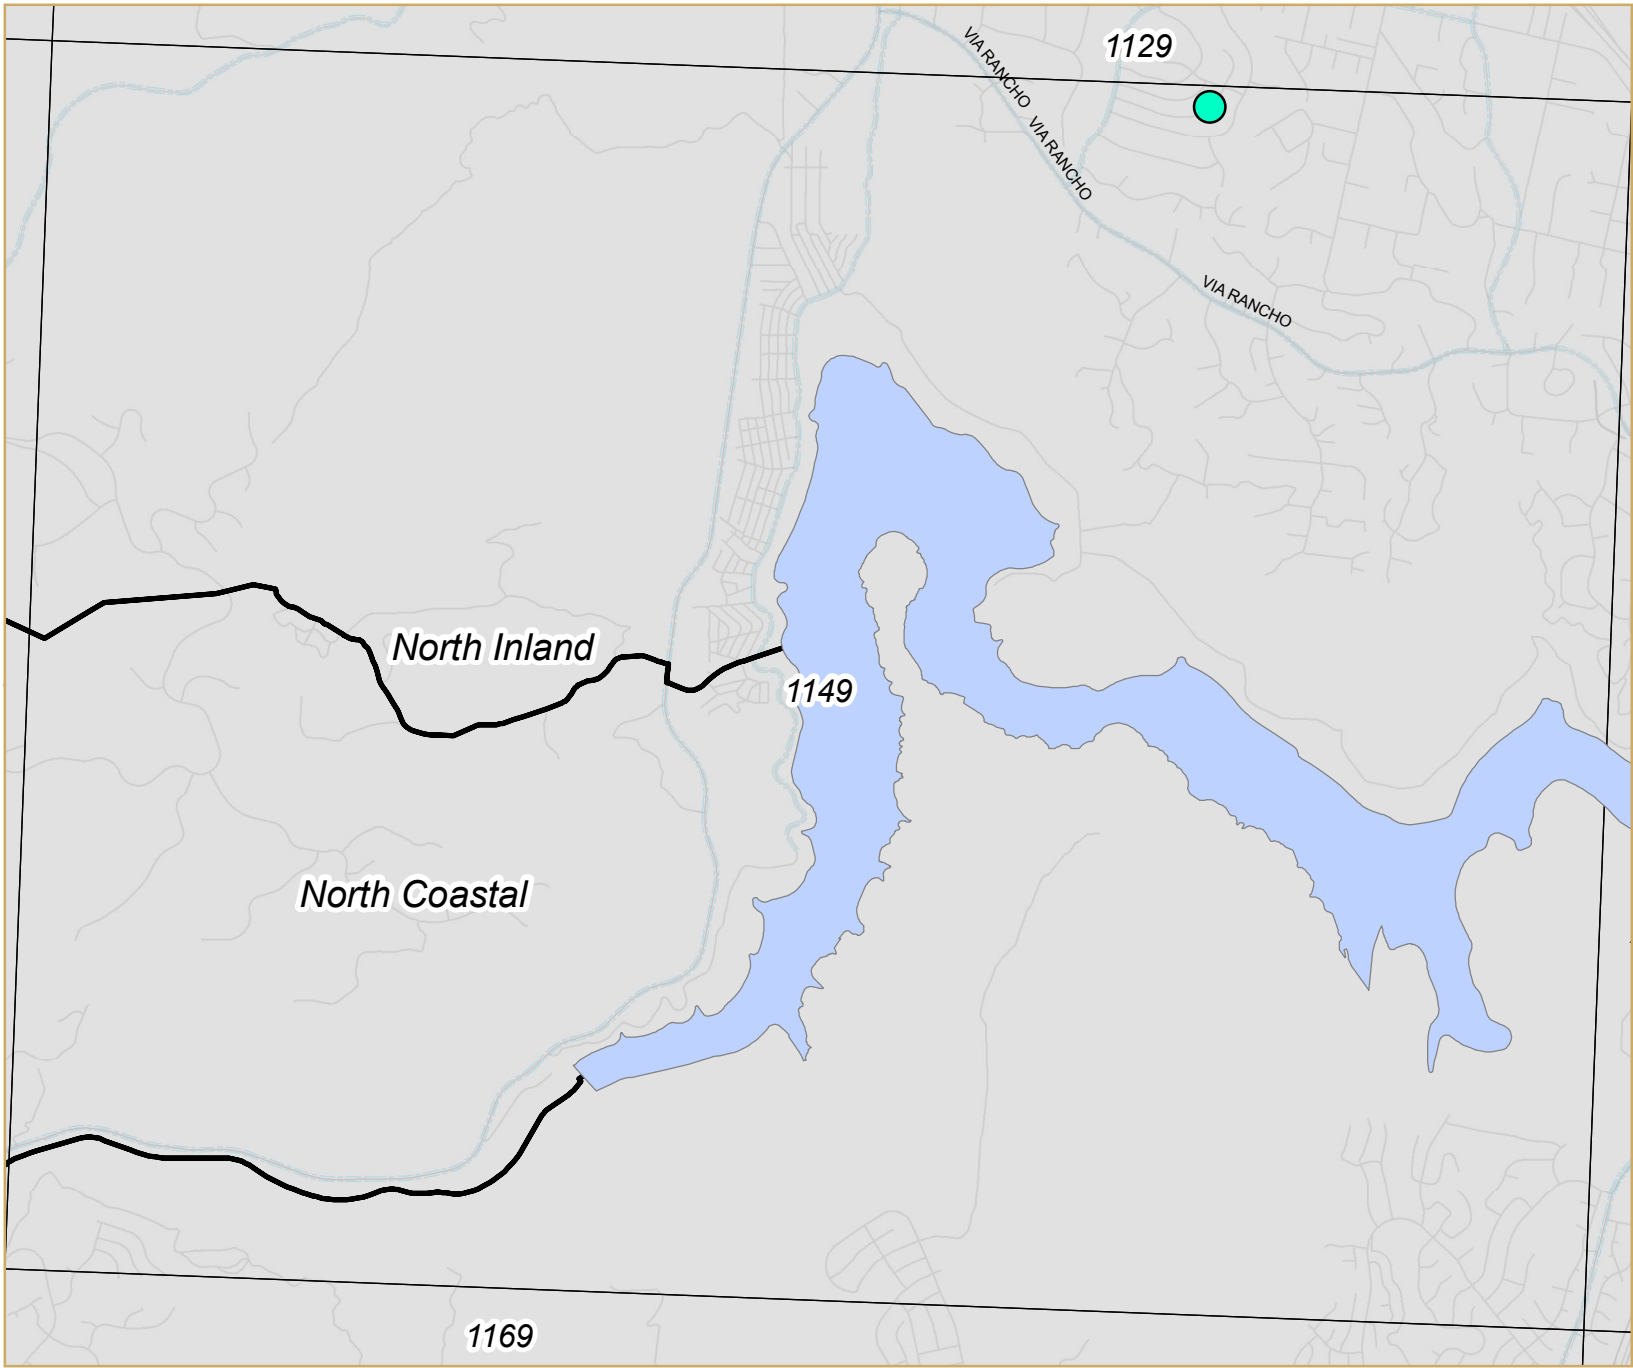 1129
VIA RANCHO
VIA RANCHO
VIA RANCHO
North Inland
1149
North Coastal
1169